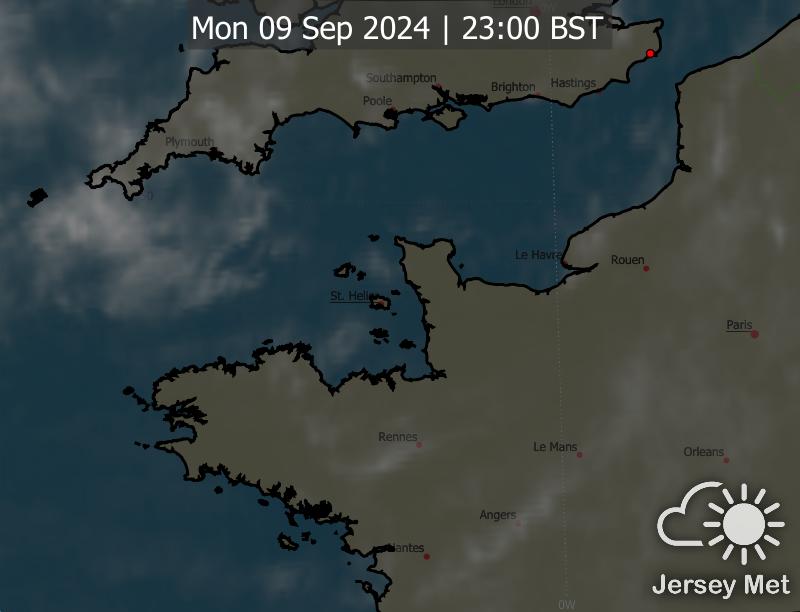 London
Mon 09 Sep 2024 | 23:00 BST
Southampton
Brighton
Hastings
Poole
Plymouth
0
Le Havre
Rouen
St. Helier
Paris
Rennes
Le Mans
Orleans
Angers
Nantes
Jersey Met
0W